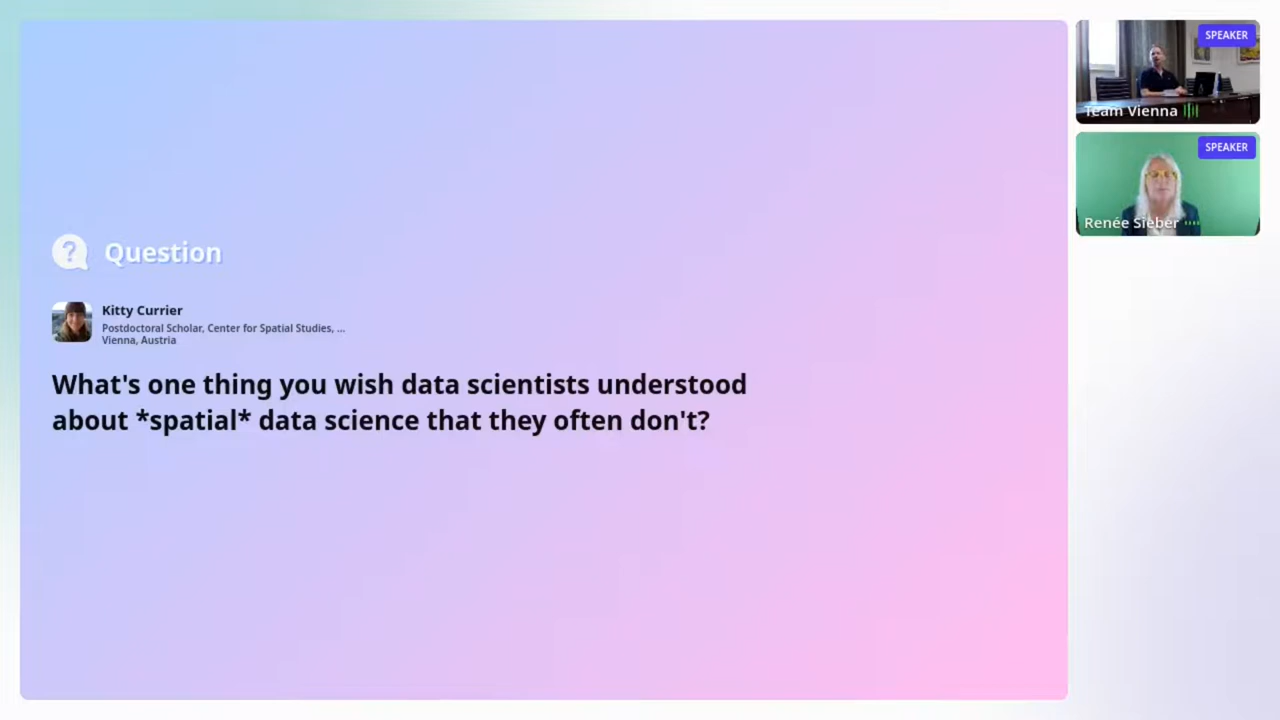 Question
Kitty Currier
Postdoctoral Scholar, Center for Spatial Studies, ...
Vienna, Austria
What's one thing you wish data scientists understood
about *spatial* data science that they often don't?
SPEAKER
Team Vienna
SPEAKER
Renée Sieber